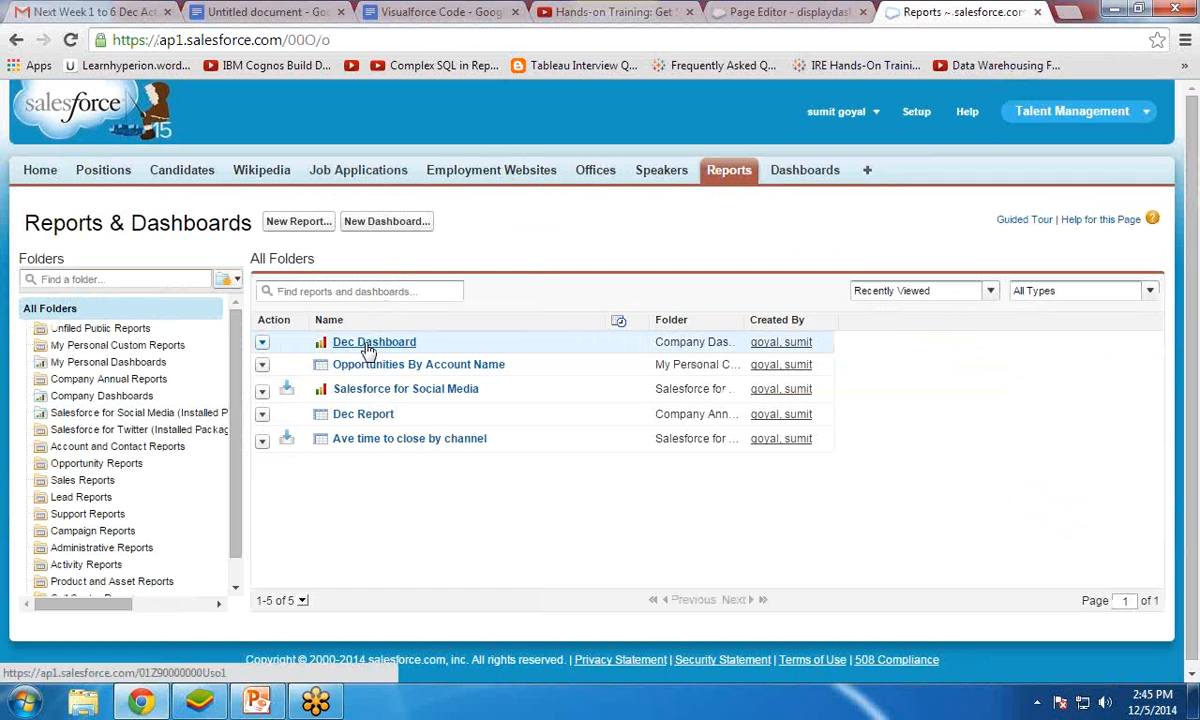 Next Week 1 to 6 Dec Act
Untitled document - Go
Visualforce Code - Goog
Hands-on Training: Get S
Page Editor - displaydash
Reports ~ salesforce.com
https://ap1.salesforce.com/00O/o
Apps
Learnhyperion.word...
IBM Cognos Build D...
Complex SQL in Rep...
Tableau Interview Q...
Frequently Asked Q...
IRE Hands-On Traini...
Data Warehousing F...
»
salesforce
15
sumit goyal
Setup
Help
Talent Management
Home
Positions
Candidates
Wikipedia
Job Applications
Employment Websites
Offices
Speakers
Reports
Dashboards
+
Reports & Dashboards
New Report...
New Dashboard...
Guided Tour | Help for this Page
?
Folders
All Folders
Find a folder...
Find reports and dashboards...
Recently Viewed
All Types
All Folders
Unfiled Public Reports
My Personal Custom Reports
My Personal Dashboards
Company Annual Reports
Company Dashboards
Salesforce for Social Media (Installed P
Salesforce for Twitter (Installed Packag
Account and Contact Reports
Opportunity Reports
Sales Reports
Lead Reports
Support Reports
Campaign Reports
Administrative Reports
Activity Reports
Product and Asset Reports
Action
Name
Folder
Created By
Dec Dashboard
Company Das...
goyal, sumit
Opportunities By Account Name
My Personal C...
goyal, sumit
Salesforce for Social Media
Salesforce for ...
goyal, sumit
Dec Report
Company Ann...
goyal, sumit
Ave time to close by channel
Salesforce for ...
goyal, sumit
1-5 of 5
Previous
Next
Page 1 of 1
Copyright © 2000-2014 salesforce.com, inc. All rights reserved. | Privacy Statement | Security Statement | Terms of Use | 508 Compliance
https://ap1.salesforce.com/01Z90000000Uso1
2:45 PM
12/5/2014